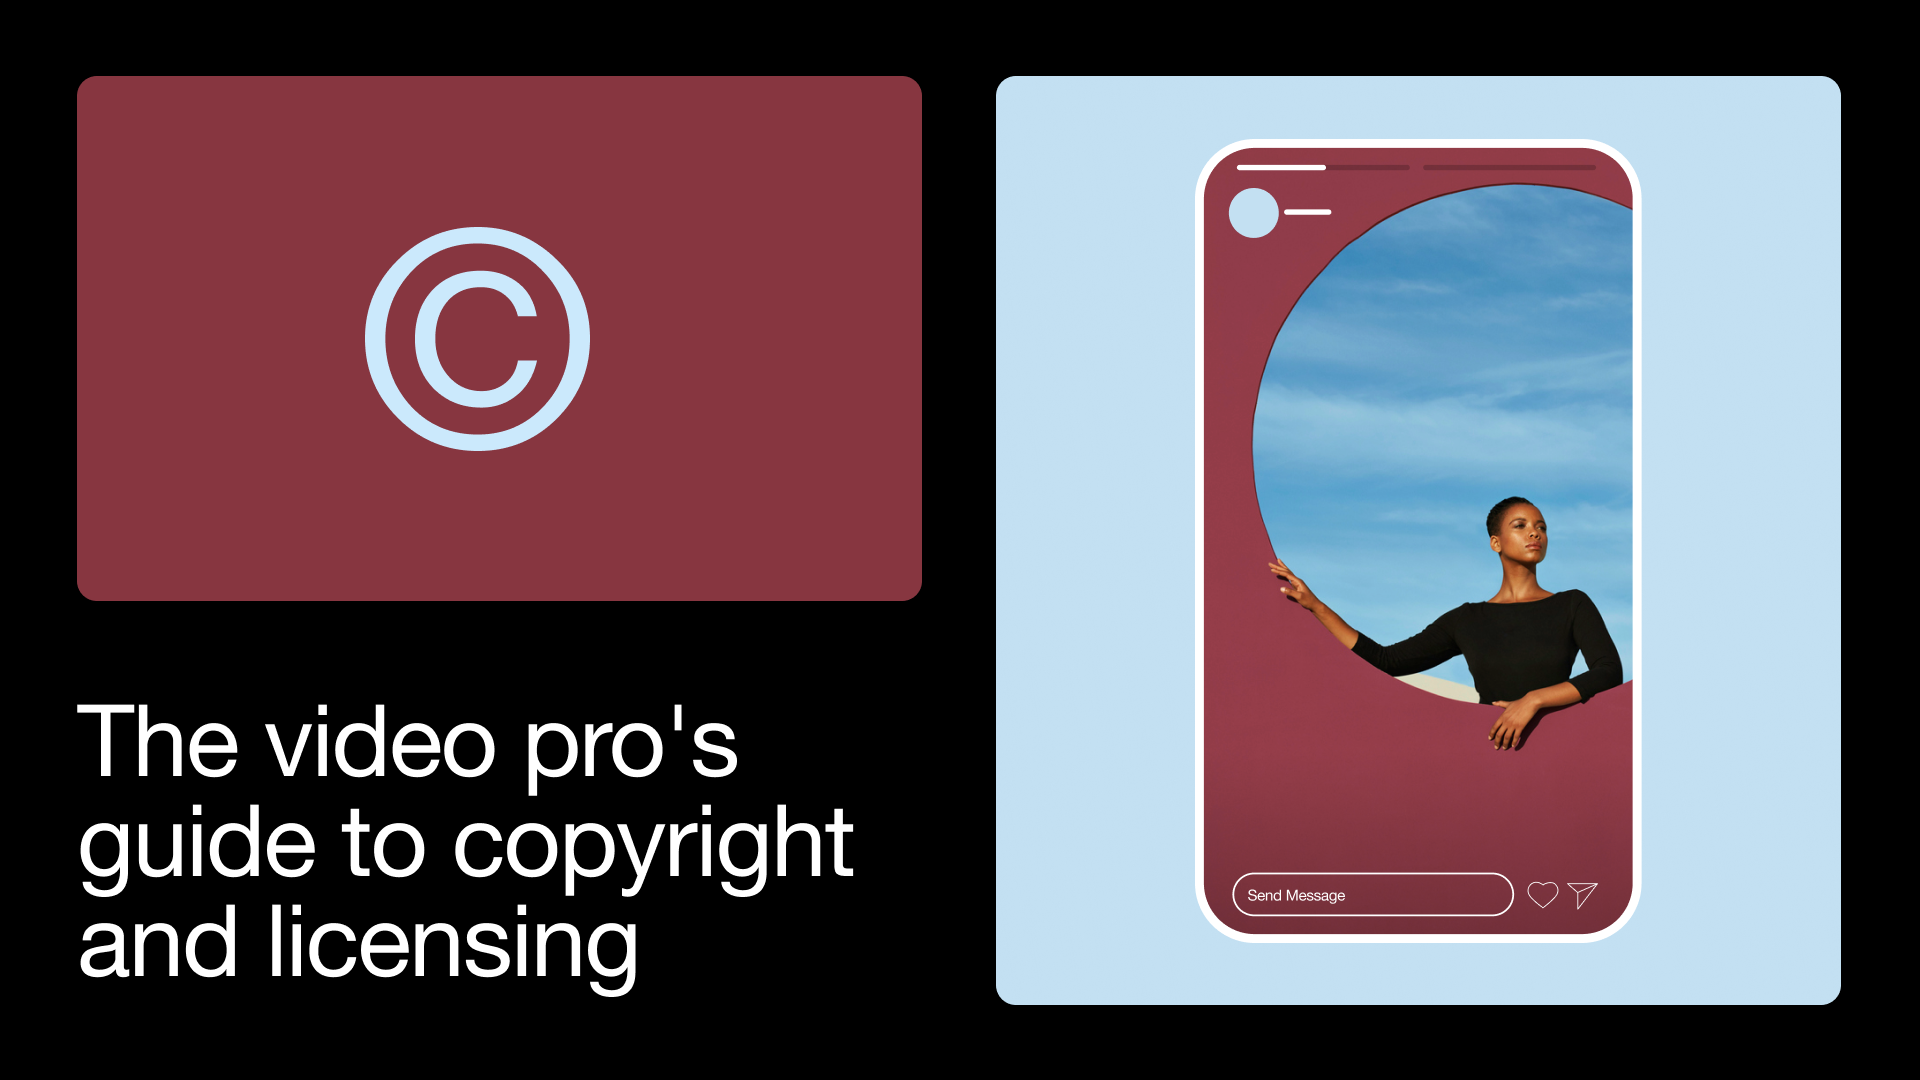 ©
The video pro's
guide to copyright
and licensing
Send Message